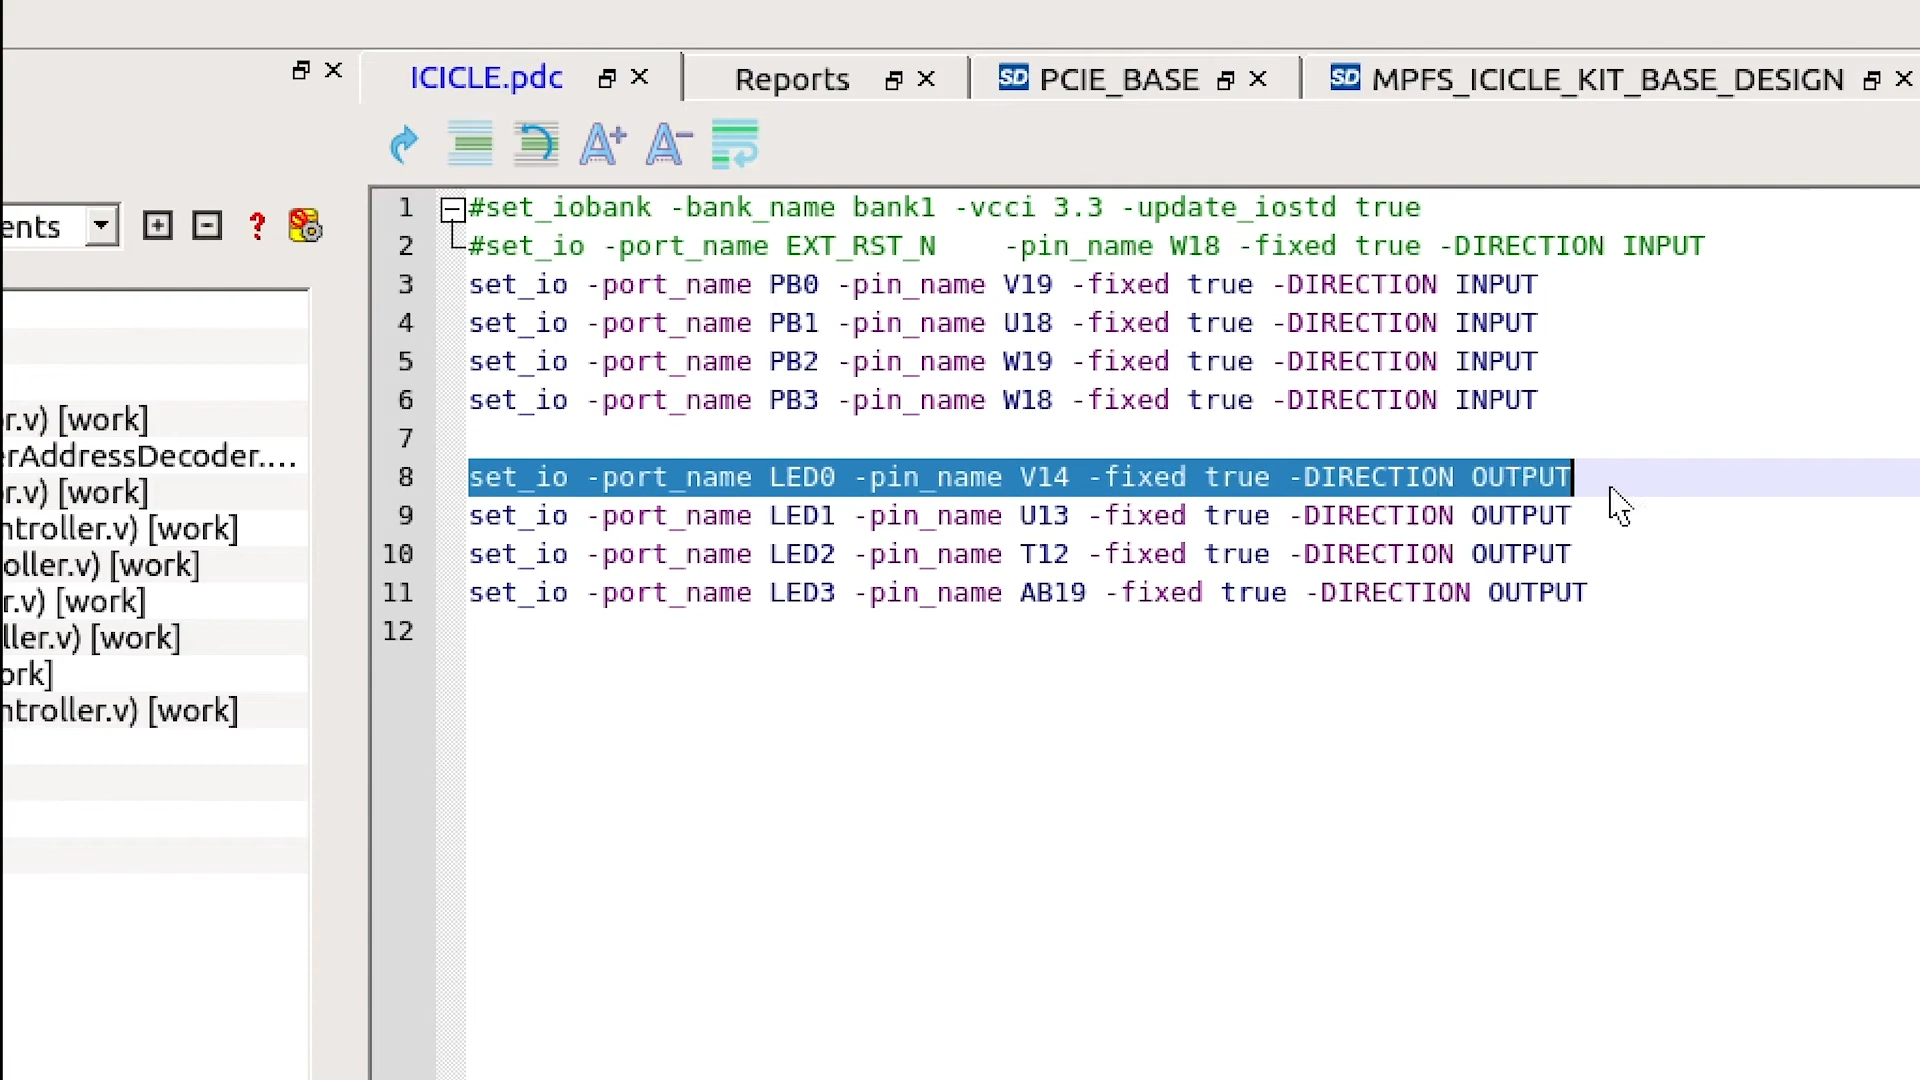 ICICLE.pdc
Reports
SD PCIE_BASE
SD MPFS_ICICLE_KIT_BASE_DESIGN
A+ A-
ents
?
r.v) [work]
erAddressDecoder....
r.v) [work]
ntroller.v) [work]
oller.v) [work]
r.v) [work]
ller.v) [work]
ork]
ntroller.v) [work]
1 #set_iobank -bank_name bank1 -vcci 3.3 -update_iostd true
2 #set_io -port_name EXT_RST_N    -pin_name W18 -fixed true -DIRECTION INPUT
3 set_io -port_name PB0 -pin_name V19 -fixed true -DIRECTION INPUT
4 set_io -port_name PB1 -pin_name U18 -fixed true -DIRECTION INPUT
5 set_io -port_name PB2 -pin_name W19 -fixed true -DIRECTION INPUT
6 set_io -port_name PB3 -pin_name W18 -fixed true -DIRECTION INPUT
7
8 set_io -port_name LED0 -pin_name V14 -fixed true -DIRECTION OUTPUT
9 set_io -port_name LED1 -pin_name U13 -fixed true -DIRECTION OUTPUT
10 set_io -port_name LED2 -pin_name T12 -fixed true -DIRECTION OUTPUT
11 set_io -port_name LED3 -pin_name AB19 -fixed true -DIRECTION OUTPUT
12